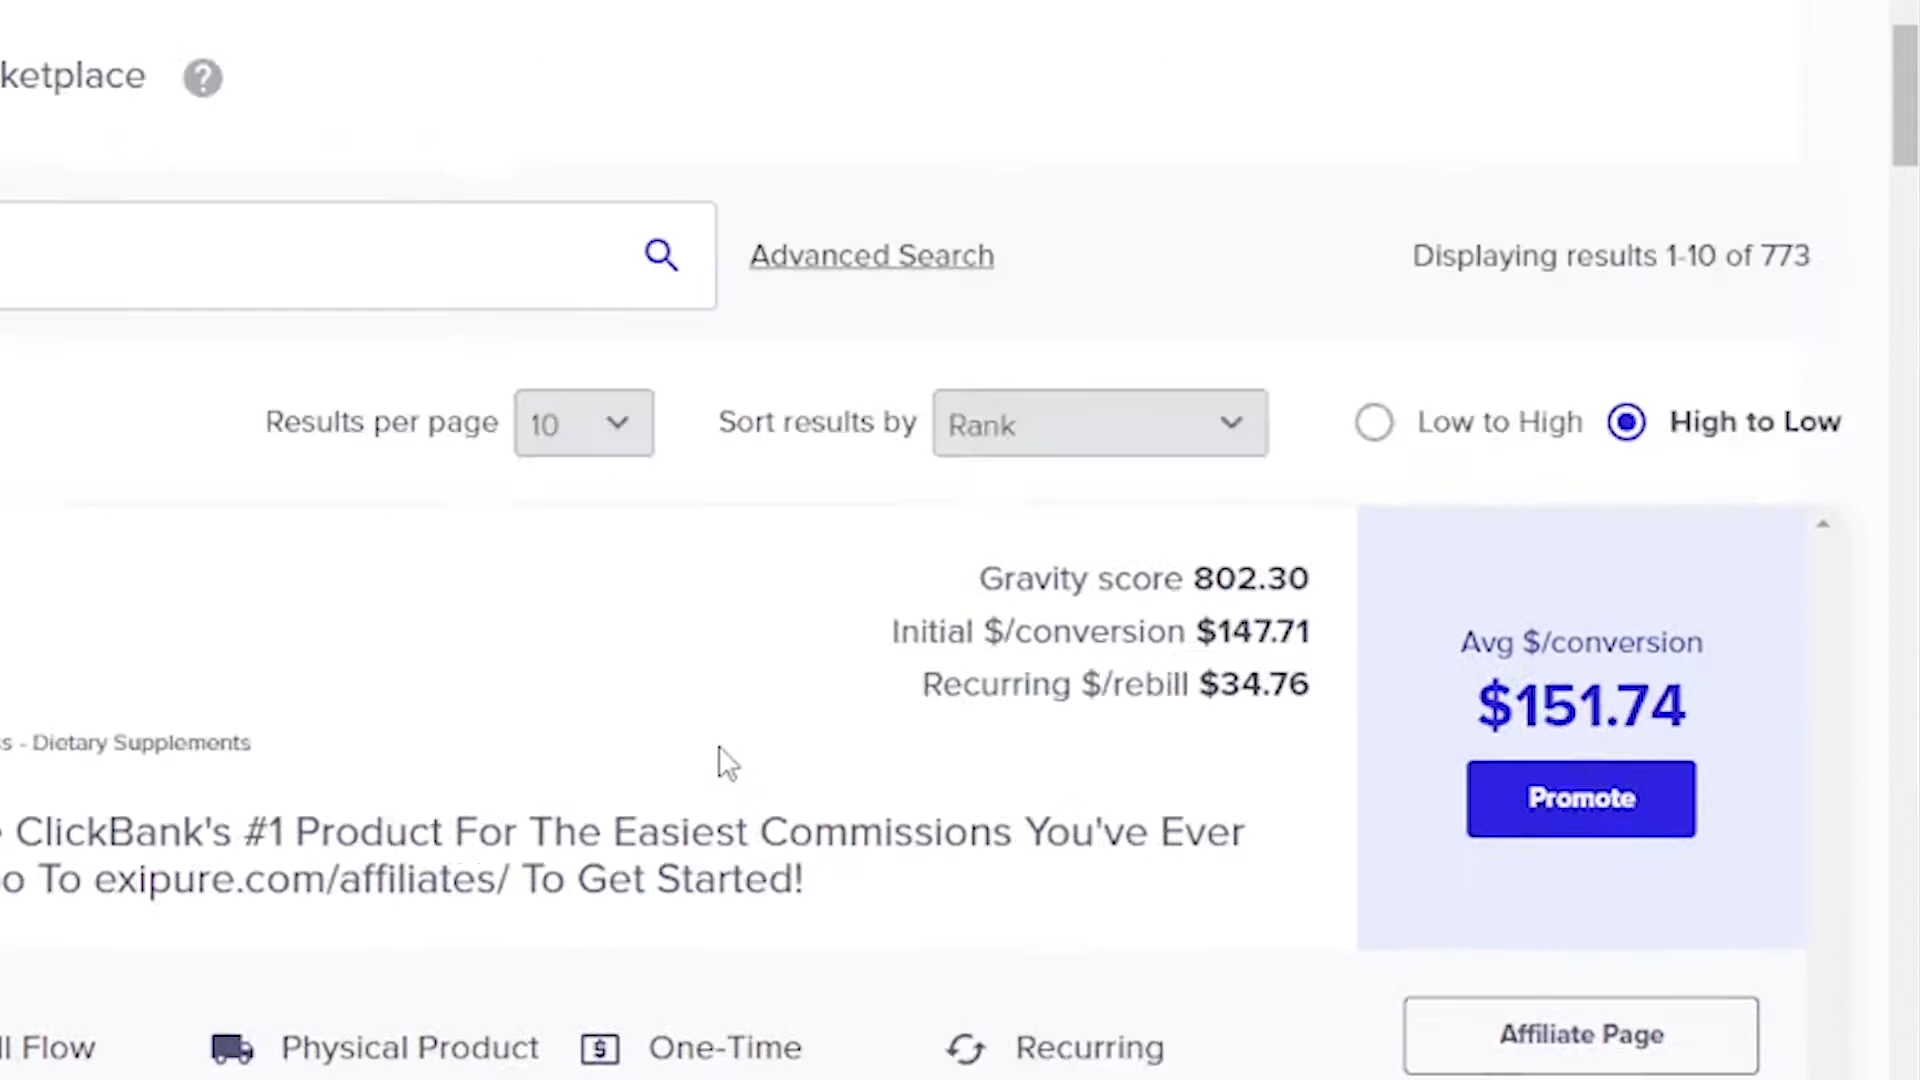 ketplace
Advanced Search
Displaying results 1-10 of 773
Results per page 10
Sort results by Rank
Low to High
High to Low
Gravity score 802.30
Initial $/conversion $147.71
Recurring $/rebill $34.76
Avg $/conversion
$151.74
Promote
s - Dietary Supplements
ClickBank's #1 Product For The Easiest Commissions You've Ever
o To exipure.com/affiliates/ To Get Started!
ll Flow
Physical Product
One-Time
Recurring
Affiliate Page